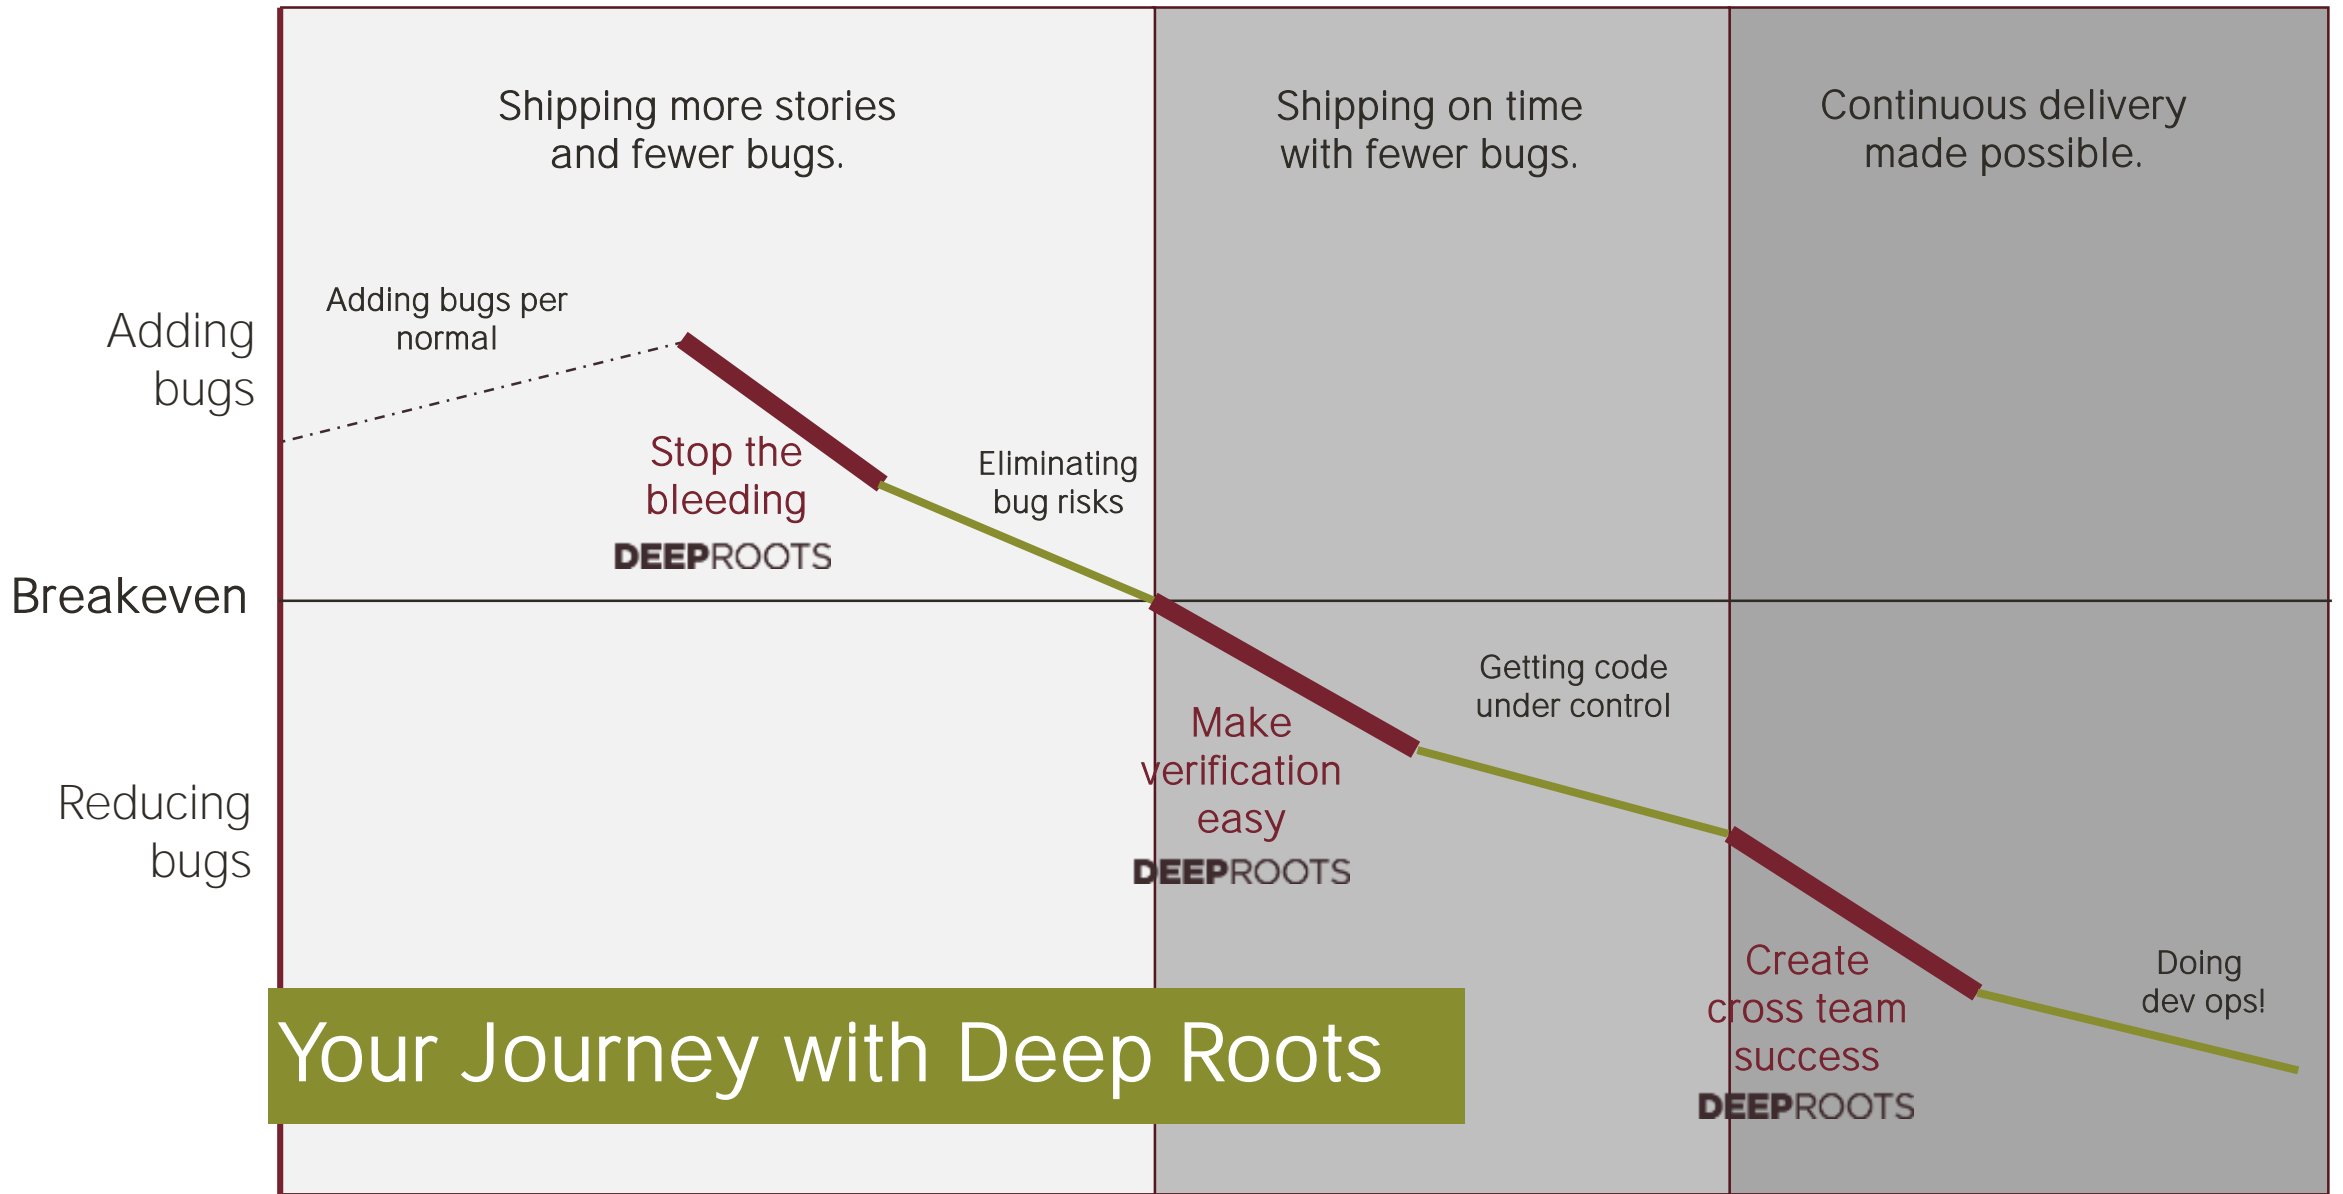 Shipping more stories
and fewer bugs.
Shipping on time
with fewer bugs.
Continuous delivery
made possible.
Adding
bugs
Adding bugs per
normal
Stop the
bleeding
DEEPROOTS
Eliminating
bug risks
Breakeven
Getting code
under control
Make
verification
easy
DEEPROOTS
Reducing
bugs
Create
cross team
success
DEEPROOTS
Doing
dev ops!
Your Journey with Deep Roots